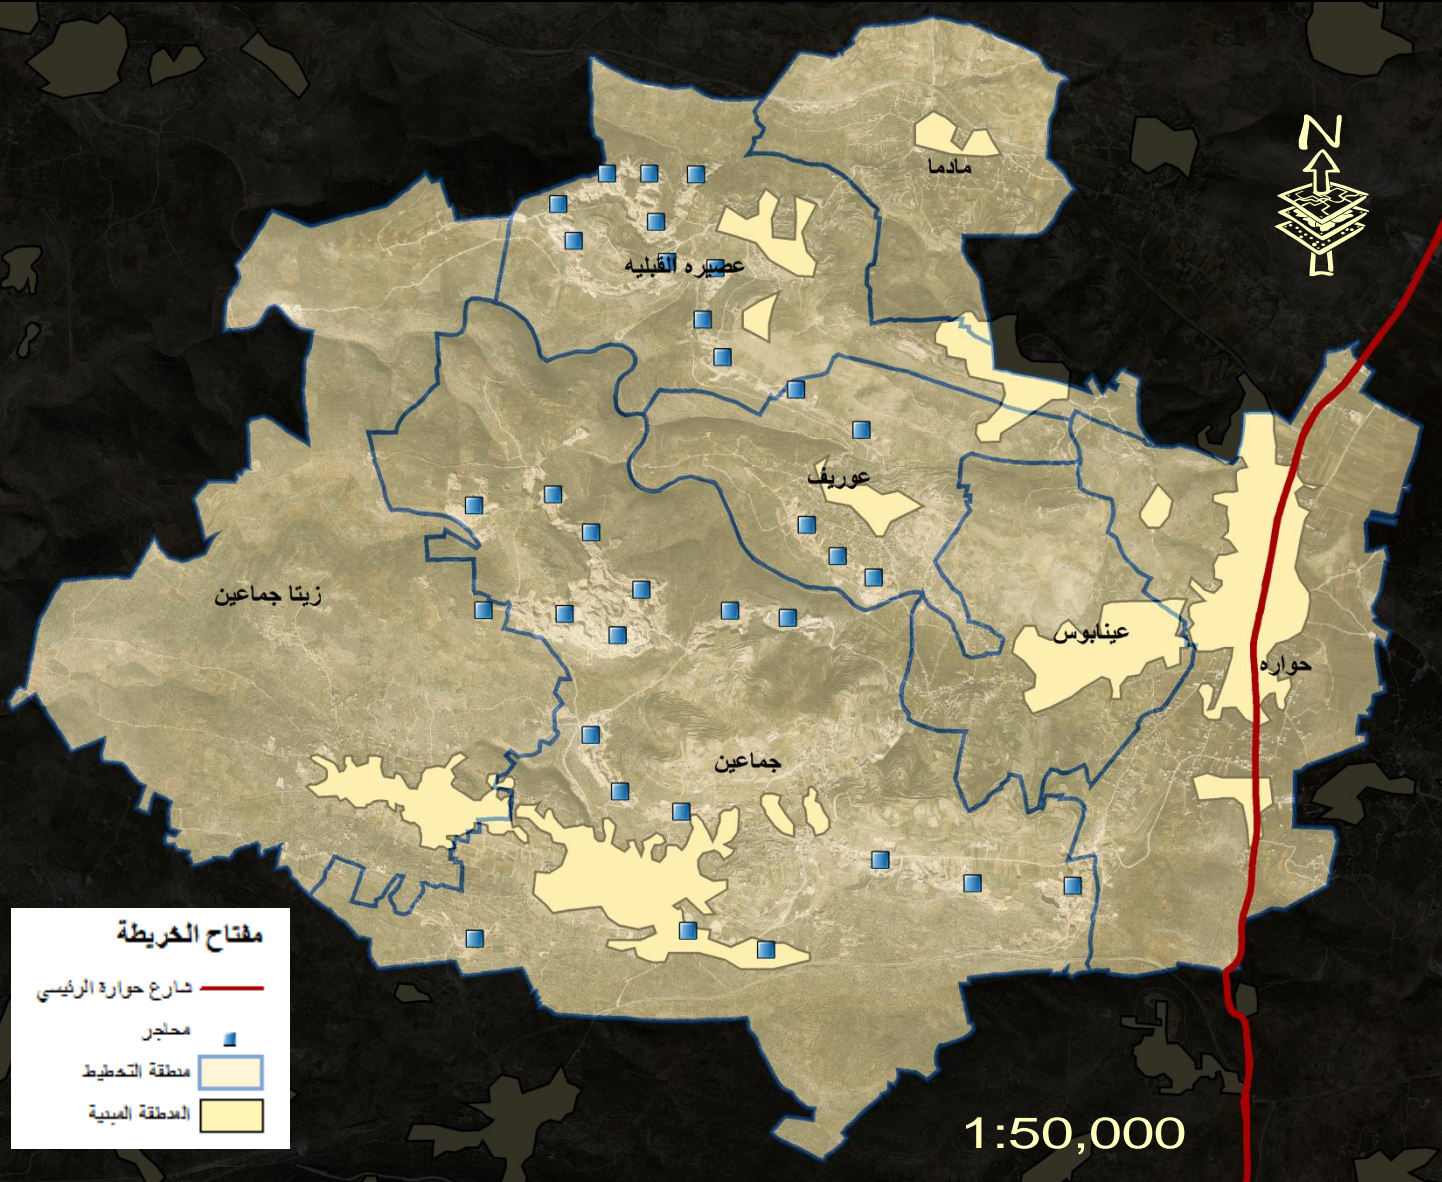 N
مادما
عصيره القبليه
عوريف
زيتا جماعين
عينابوس
حواره
جماعين
مفتاح الخريطة
شارع حوارة الرئيسي
محاجر
منطقة التخطيط
المنطقة المبنية
1:50,000